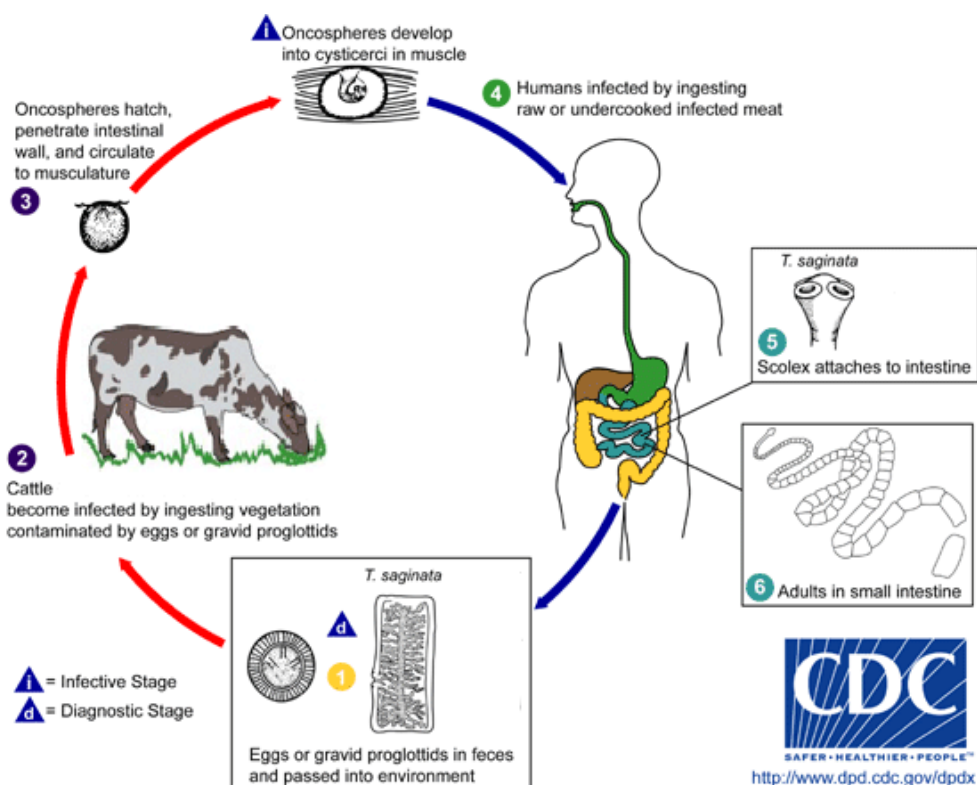 i
Oncospheres develop
into cysticerci in muscle
4
Humans infected by ingesting
raw or undercooked infected meat
Oncospheres hatch,
penetrate intestinal
wall, and circulate
to musculature
3
T. saginata
5
Scolex attaches to intestine
2
Cattle
become infected by ingesting vegetation
contaminated by eggs or gravid proglottids
6 Adults in small intestine
T. saginata
d
1
i = Infective Stage
d = Diagnostic Stage
Eggs or gravid proglottids in feces
and passed into environment
CDC
SAFER•HEALTHIER•PEOPLE™
http://www.dpd.cdc.gov/dpdx